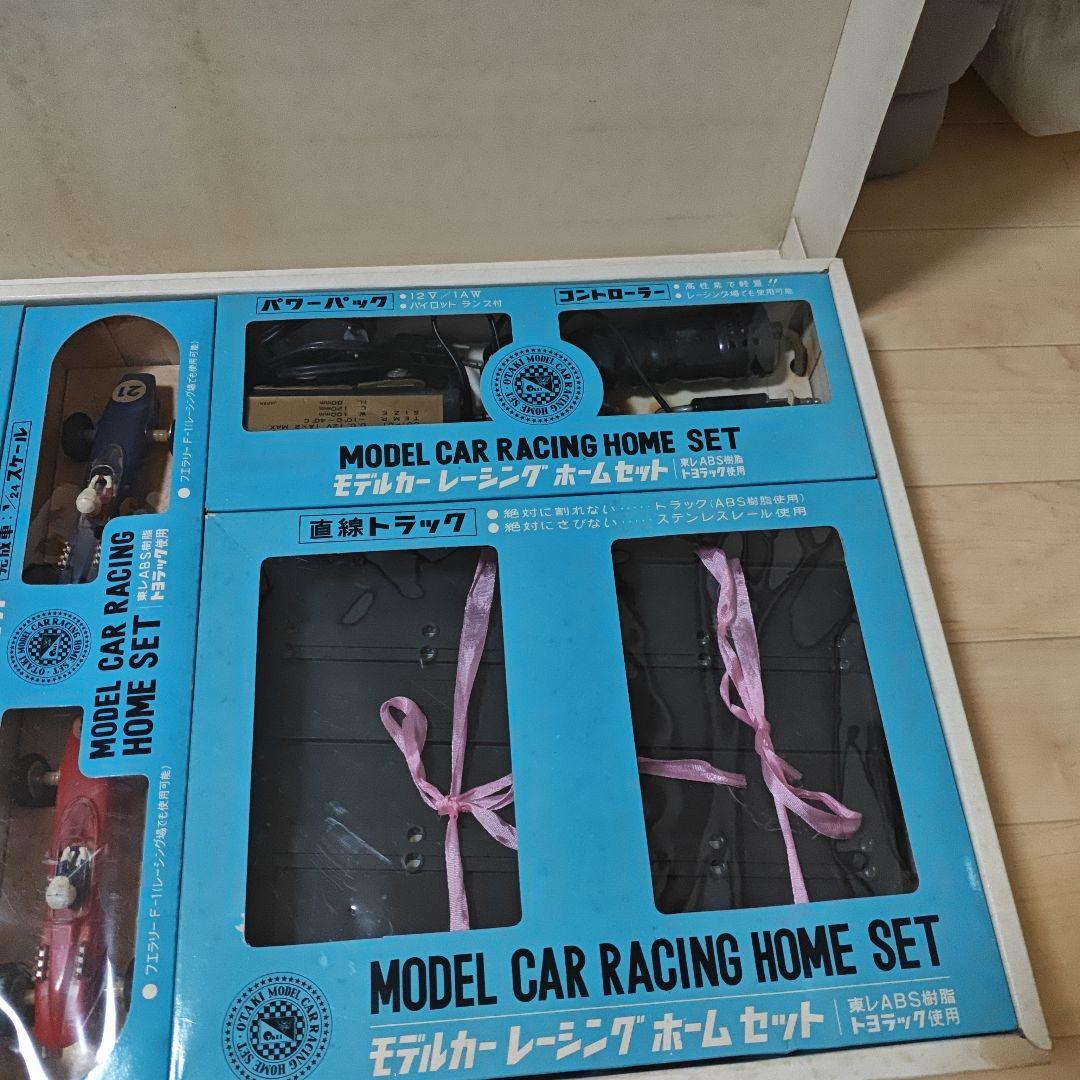 パワーパック
●12V/1AW
●パイロット ランプ付
コントローラー
●高性能で軽量!!
●レーシング場でも使用可能
OTAKI MODEL CAR RACING HOME SET
JAPAN
MODEL CAR RACING HOME SET
モデルカー レーシング ホームセット
東レABS樹脂
トヨラック使用
直線トラック
●絶対に割れない‥‥‥トラック(ABS樹脂使用)
●絶対にさびない‥‥‥ステンレスレール使用
OTAKI MODEL CAR RACING HOME SET
MODEL CAR RACING HOME SET
モデルカー レーシング ホームセット
東レABS樹脂
トヨラック使用
完成車:1/24スケール
21
●フエラリーF-1(レーシング場でも使用可能)
OTAKI MODEL CAR RACING HOME SET
MODEL CAR RACING
HOME SET
東レABS樹脂
トヨラック使用
●フエラリーF-1(レーシング場でも使用可能)